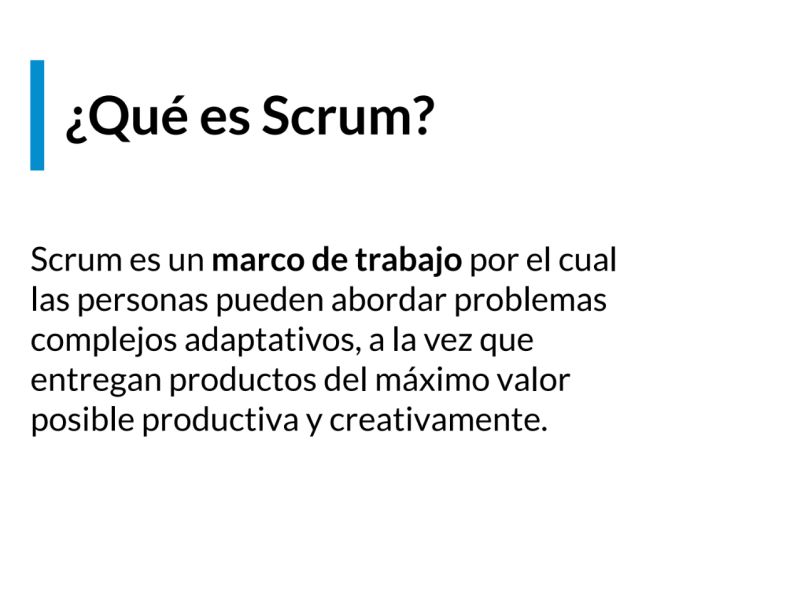 ¿Qué es Scrum?
Scrum es un marco de trabajo por el cual
las personas pueden abordar problemas
complejos adaptativos, a la vez que
entregan productos del máximo valor
posible productiva y creativamente.